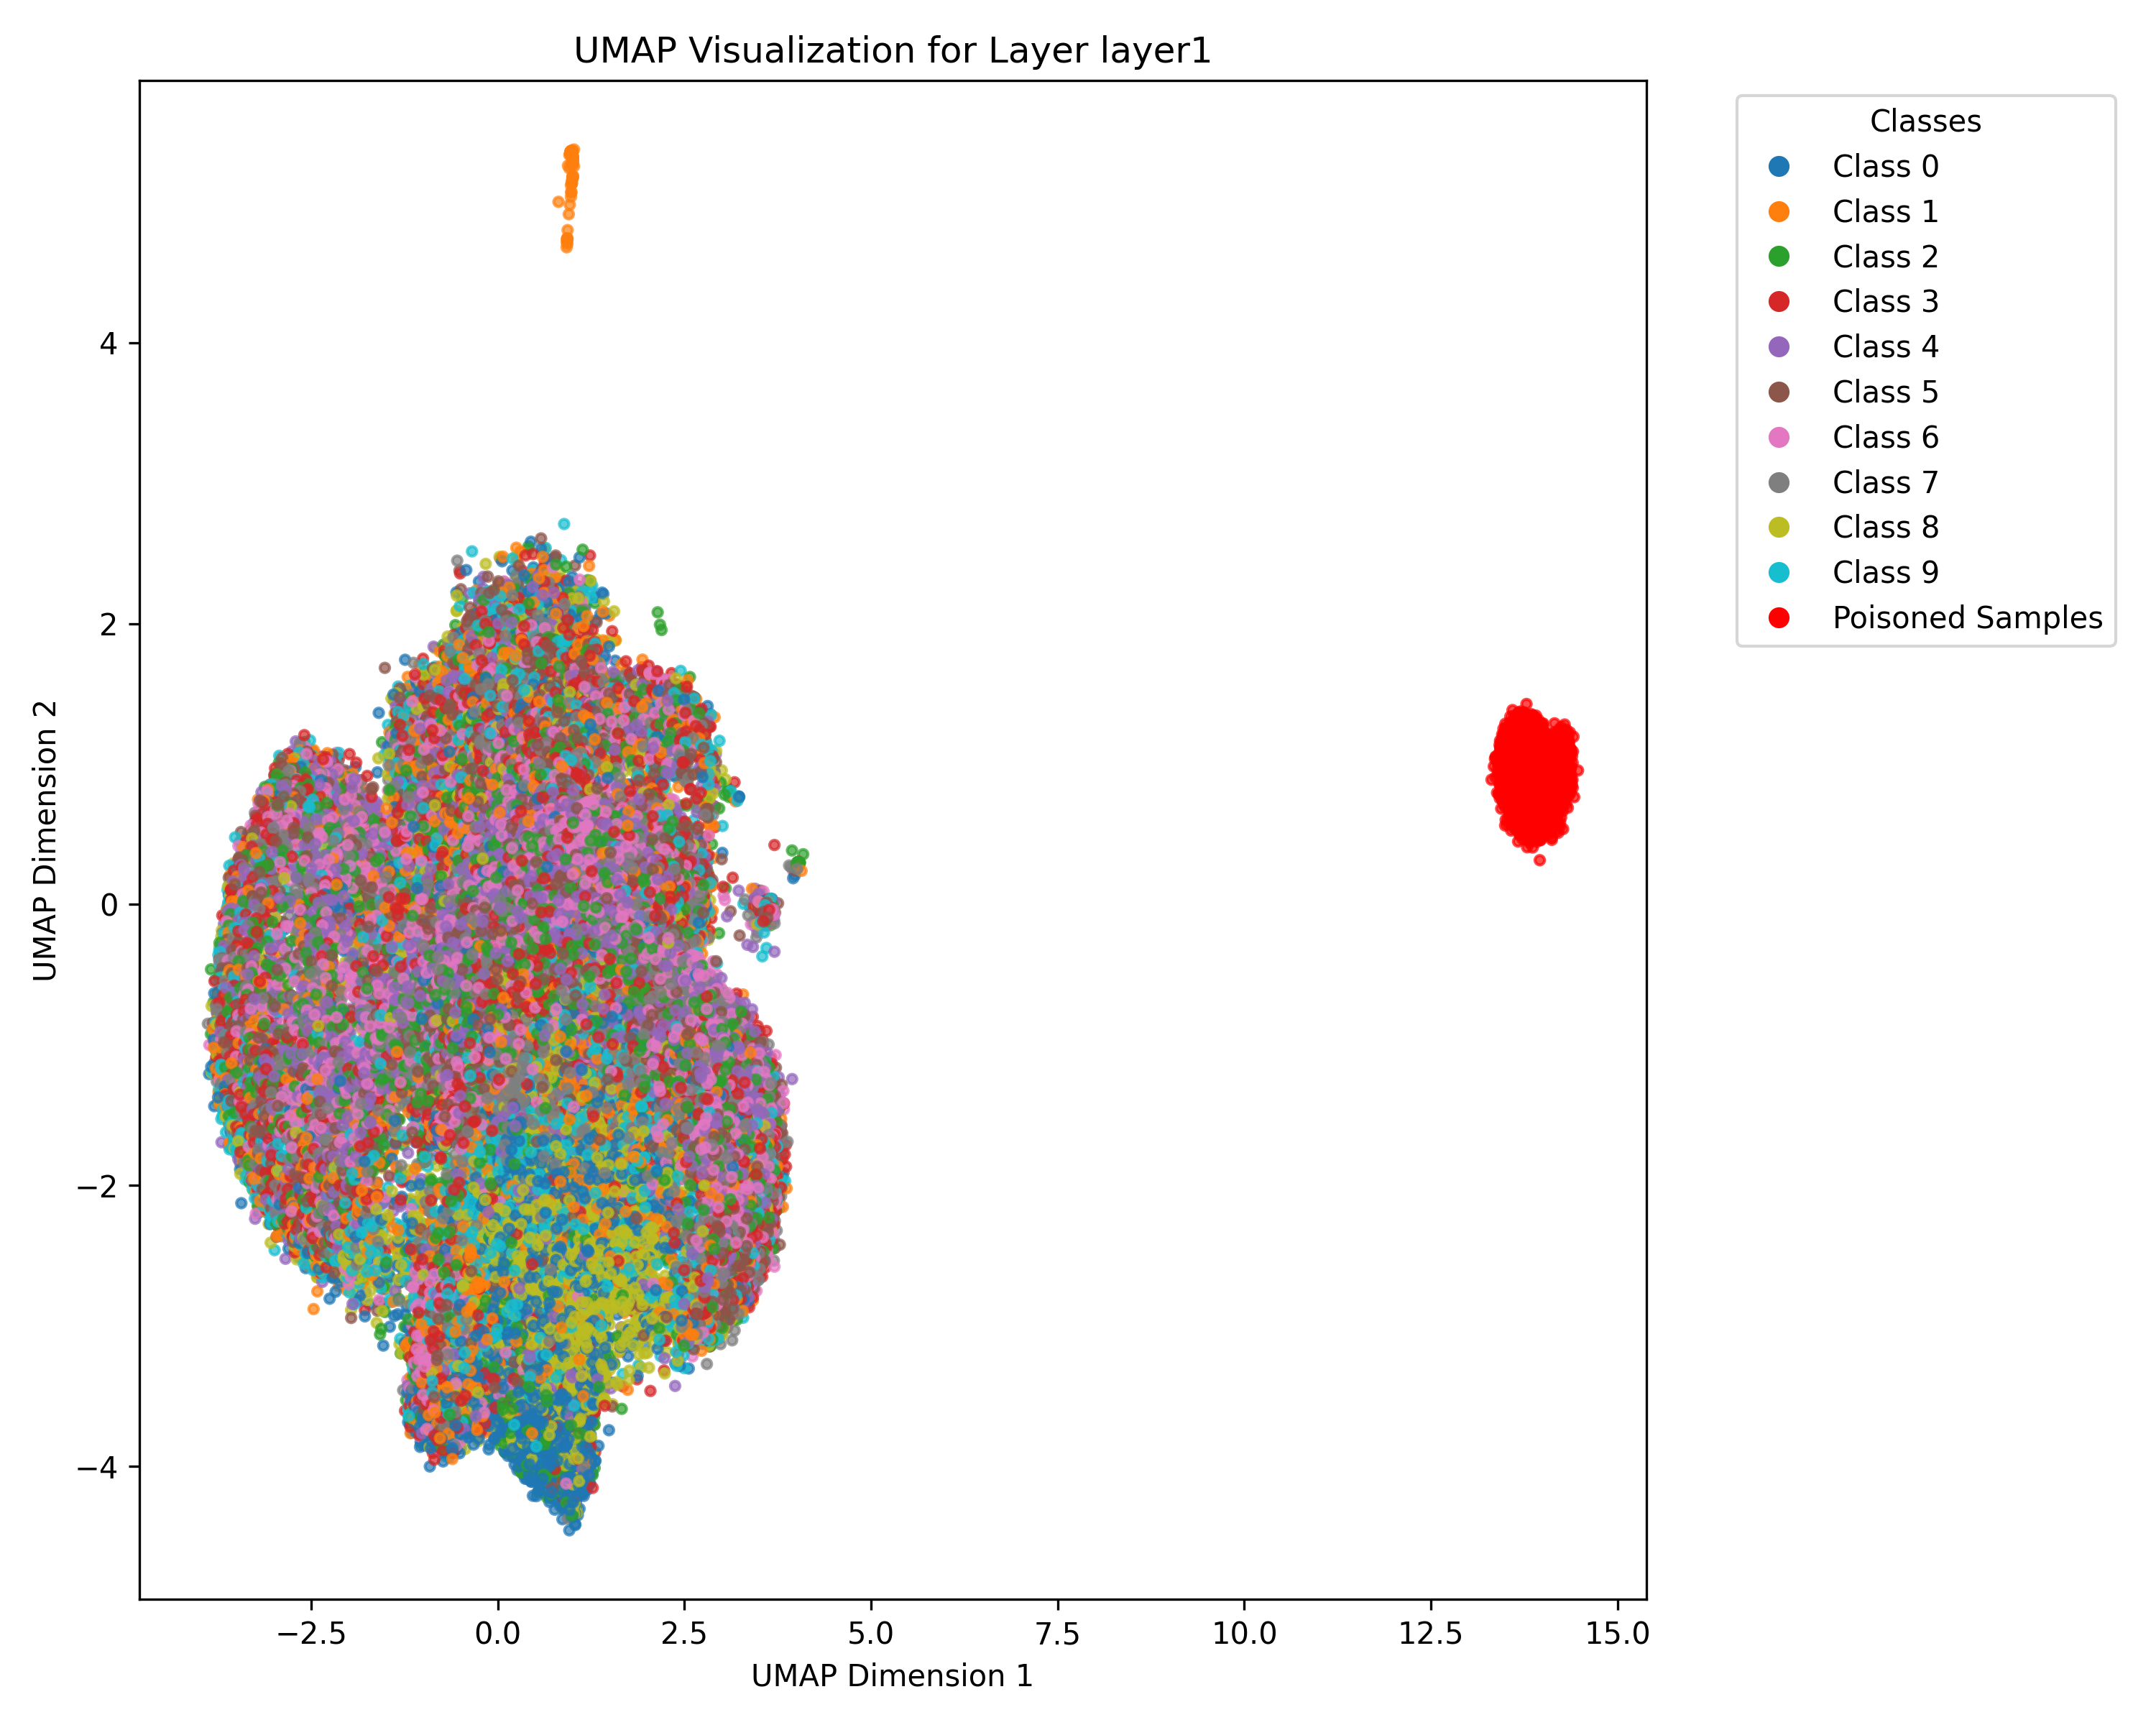 UMAP Visualization for Layer layer1
Classes
Class 0
Class 1
Class 2
Class 3
Class 4
Class 5
Class 6
Class 7
Class 8
Class 9
Poisoned Samples
UMAP Dimension 2
4
2
0
−2
−4
−2.5 0.0 2.5 5.0 7.5 10.0 12.5 15.0
UMAP Dimension 1